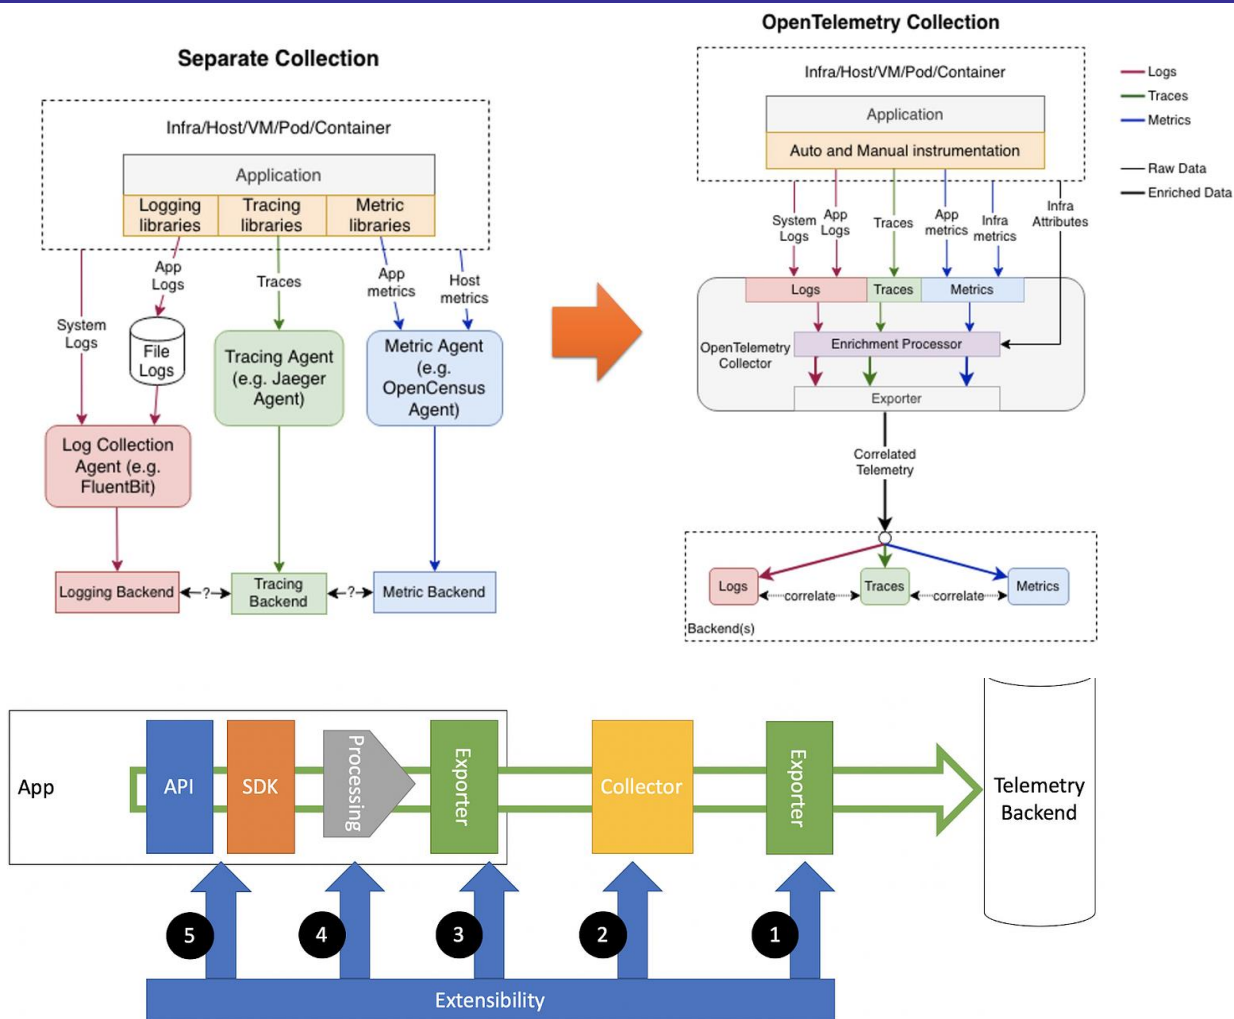 Separate Collection
Infra/Host/VM/Pod/Container
Application
Logging
libraries
Tracing
libraries
Metric
libraries
System
Logs
App
Logs
Traces
App
metrics
Host
metrics
File
Logs
Tracing Agent
(e.g. Jaeger
Agent)
Metric Agent
(e.g.
OpenCensus
Agent)
Log Collection
Agent (e.g.
FluentBit)
Logging Backend
?
Tracing
Backend
?
Metric Backend
OpenTelemetry Collection
Infra/Host/VM/Pod/Container
Application
Auto and Manual instrumentation
System
Logs
App
Logs
Traces
App
metrics
Infra
metrics
Infra
Attributes
Logs
Traces
Metrics
OpenTelemetry
Collector
Enrichment Processor
Exporter
Correlated
Telemetry
Logs
correlate
Traces
correlate
Metrics
Backend(s)
Logs
Traces
Metrics
Raw Data
Enriched Data
App
API
SDK
Processing
Exporter
Collector
Exporter
Telemetry
Backend
5
4
3
2
1
Extensibility